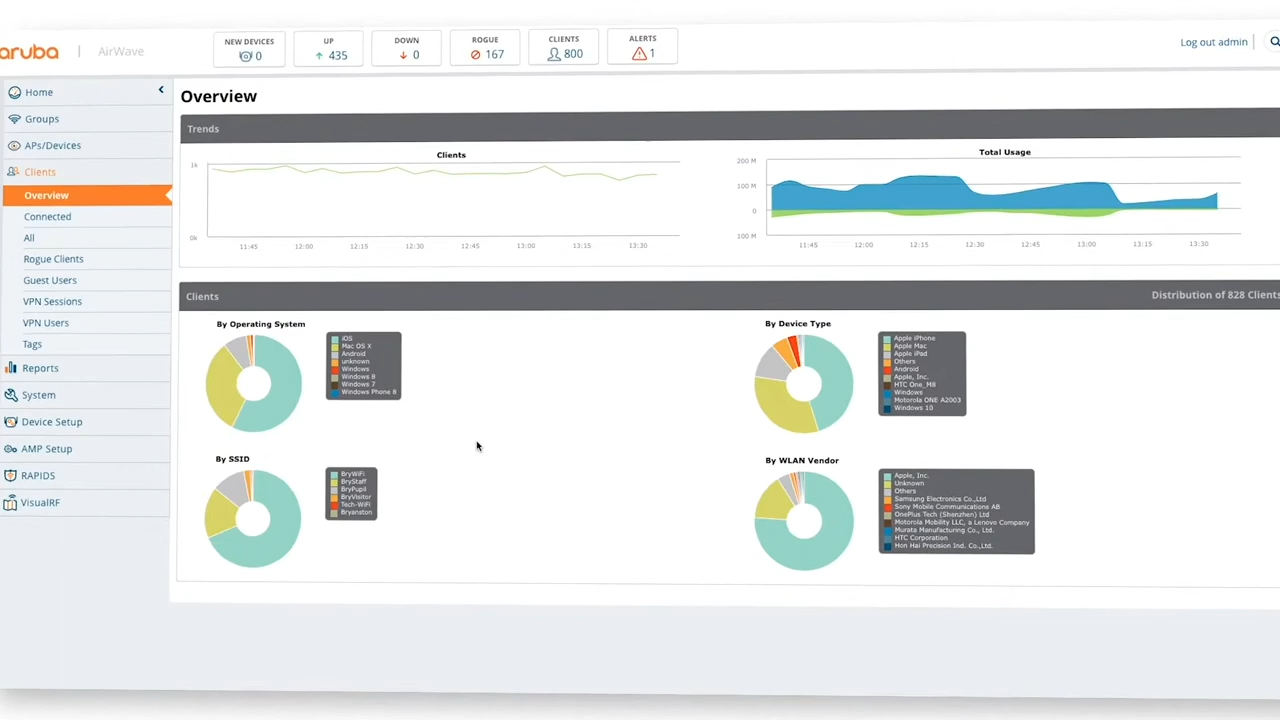 aruba | AirWave
NEW DEVICES
0
UP
435
DOWN
0
ROGUE
167
CLIENTS
800
ALERTS
1
Log out admin
Home
Groups
APs/Devices
Clients
Overview
Connected
All
Rogue Clients
Guest Users
VPN Sessions
VPN Users
Tags
Reports
System
Device Setup
AMP Setup
RAPIDS
VisualRF
Overview
Trends
Clients
1k
0k
11:45 12:00 12:15 12:30 12:45 13:00 13:15 13:30
Total Usage
200 M
100 M
0
100 M
11:45 12:00 12:15 12:30 12:45 13:00 13:15 13:30
Clients
Distribution of 828 Clients
By Operating System
iOS
Mac OS X
Android
unknown
Windows
Windows 8
Windows 7
Windows Phone 8
By Device Type
Apple iPhone
Apple Mac
Apple iPad
Others
Android
Apple, Inc.
HTC One_M8
Windows
Motorola ONE A2003
Windows 10
By SSID
BryWiFi
BryStaff
BryPupil
BryVisitor
Tech-WiFi
Bryanston
By WLAN Vendor
Apple, Inc.
Unknown
Others
Samsung Electronics Co.,Ltd
Sony Mobile Communications AB
OnePlus Tech (Shenzhen) Ltd
Motorola Mobility LLC, a Lenovo Company
Murata Manufacturing Co., Ltd.
HTC Corporation
Hon Hai Precision Ind. Co.,Ltd.